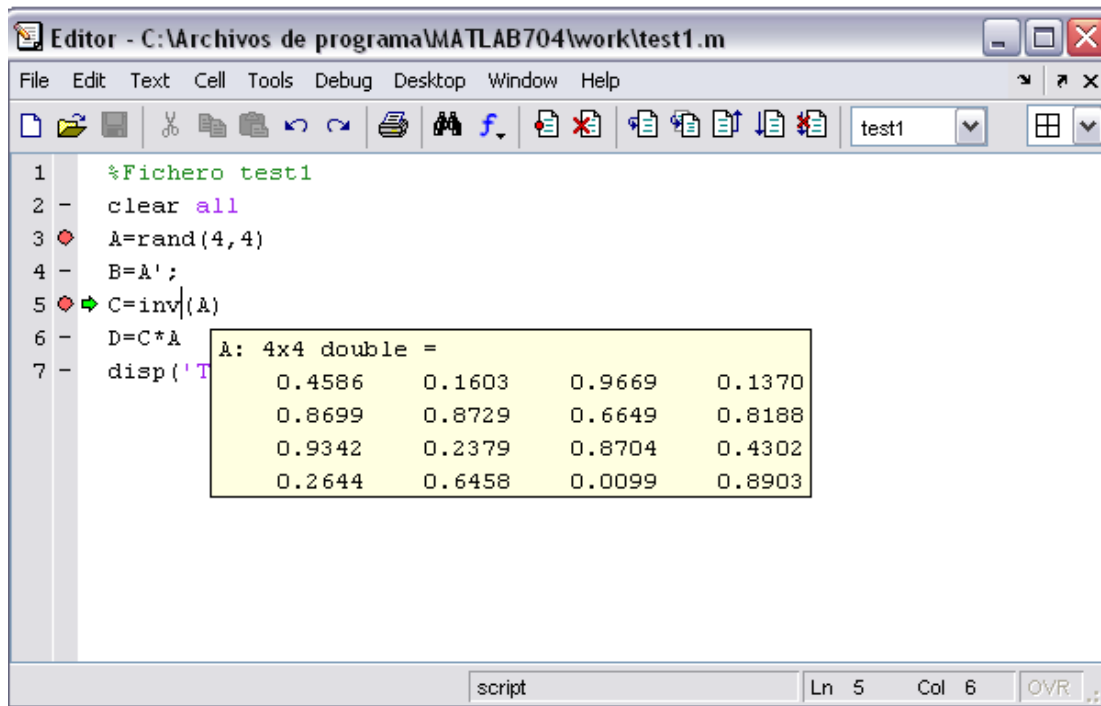 Editor - C:\Archivos de programa\MATLAB704\work\test1.m
File Edit Text Cell Tools Debug Desktop Window Help
test1
1 %Fichero test1
2 - clear all
3 A=rand(4,4)
4 - B=A';
5 C=inv(A)
6 - D=C*A
7 - disp('T
A: 4x4 double =
0.4586 0.1603 0.9669 0.1370
0.8699 0.8729 0.6649 0.8188
0.9342 0.2379 0.8704 0.4302
0.2644 0.6458 0.0099 0.8903
script Ln 5 Col 6 OVR